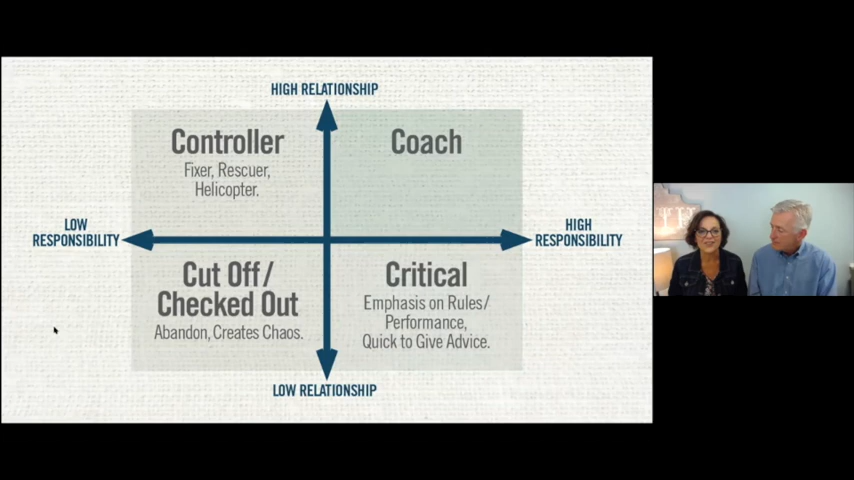 HIGH RELATIONSHIP
Controller
Fixer, Rescuer,
Helicopter.
Coach
LOW
RESPONSIBILITY
HIGH
RESPONSIBILITY
Cut Off/
Checked Out
Abandon, Creates Chaos.
Critical
Emphasis on Rules/
Performance,
Quick to Give Advice.
LOW RELATIONSHIP